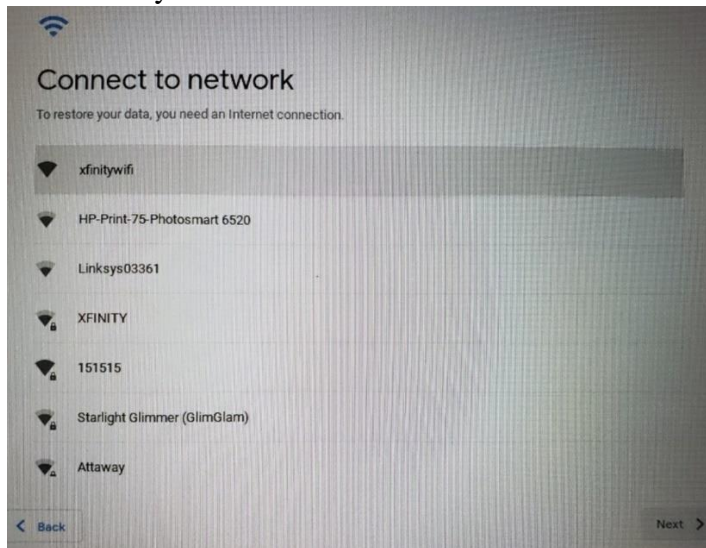 Connect to network
To restore your data, you need an Internet connection.
xfinitywifi
HP-Print-75-Photosmart 6520
Linksys03361
XFINITY
151515
Starlight Glimmer (GlimGlam)
Attaway
Back
Next